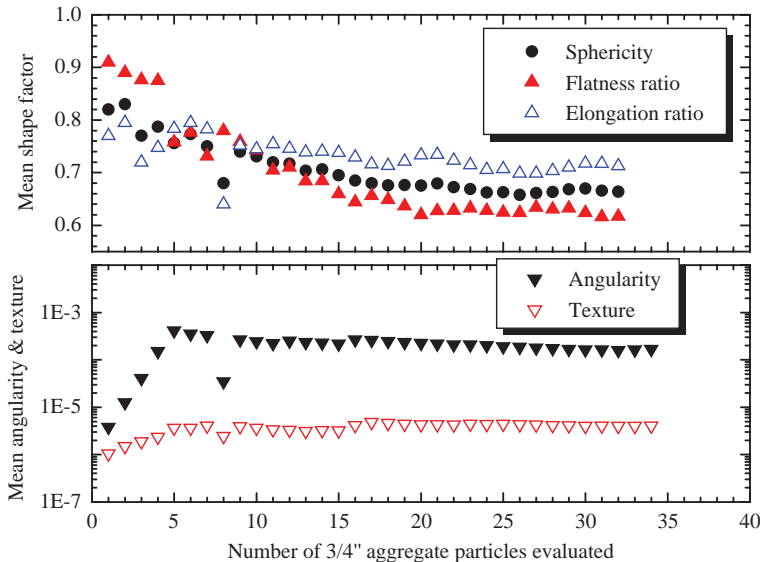 1.0
0.9
0.8
0.7
0.6
Mean shape factor
Sphericity
Flatness ratio
Elongation ratio
1E-3
1E-5
1E-7
Mean angularity & texture
Angularity
Texture
0 5 10 15 20 25 30 35 40
Number of 3/4" aggregate particles evaluated